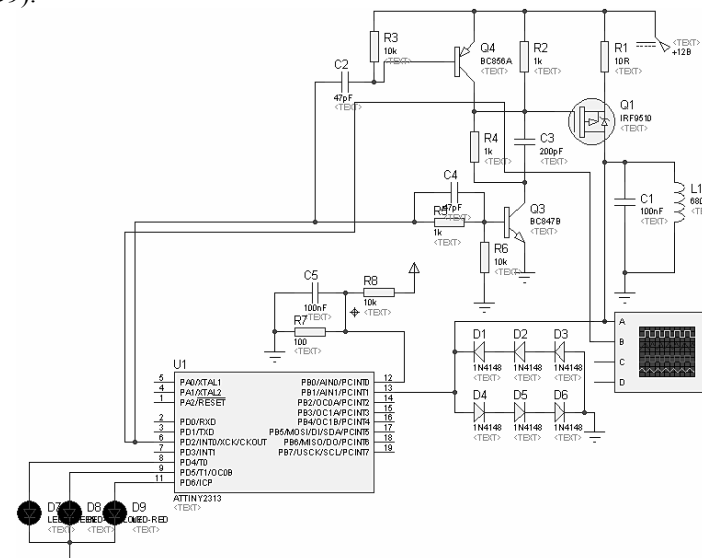 R3
10k
<TEXT>
Q4
BC856A
<TEXT>
R2
1k
<TEXT>
R1
10R
<TEXT>
<TEXT>
+12B
C2
47pF
<TEXT>
Q1
IRF9510
<TEXT>
R4
1k
<TEXT>
C3
200pF
<TEXT>
C4
47pF
<TEXT>
R5
1k
<TEXT>
Q3
BC847B
<TEXT>
C1
100nF
<TEXT>
L1
R6
10k
<TEXT>
C5
100nF
<TEXT>
R8
10k
<TEXT>
R7
100
<TEXT>
A
B
C
D
D1
1N4148
<TEXT>
D2
1N4148
<TEXT>
D3
1N4148
<TEXT>
D4
1N4148
<TEXT>
D5
1N4148
<TEXT>
D6
1N4148
<TEXT>
U1
5 PA0/XTAL1 PB0/AIN0/PCINT0 12
4 PA1/XTAL2 PB1/AIN1/PCINT1 13
1 PA2/RESET PB2/OC0A/PCINT2 14
PB3/OC1A/PCINT3 15
2 PD0/RXD PB4/OC1B/PCINT4 16
3 PD1/TXD PB5/MOSI/DI/SDA/PCINT5 17
6 PD2/INT0/XCK/CKOUT PB6/MISO/DO/PCINT6 18
7 PD3/INT1 PB7/USCK/SCL/PCINT7 19
8 PD4/T0
9 PD5/T1/OC0B
11 PD6/ICP
ATTINY2313
<TEXT>
D7
<TEXT>
D8
<TEXT>
D9
LED-RED
<TEXT>